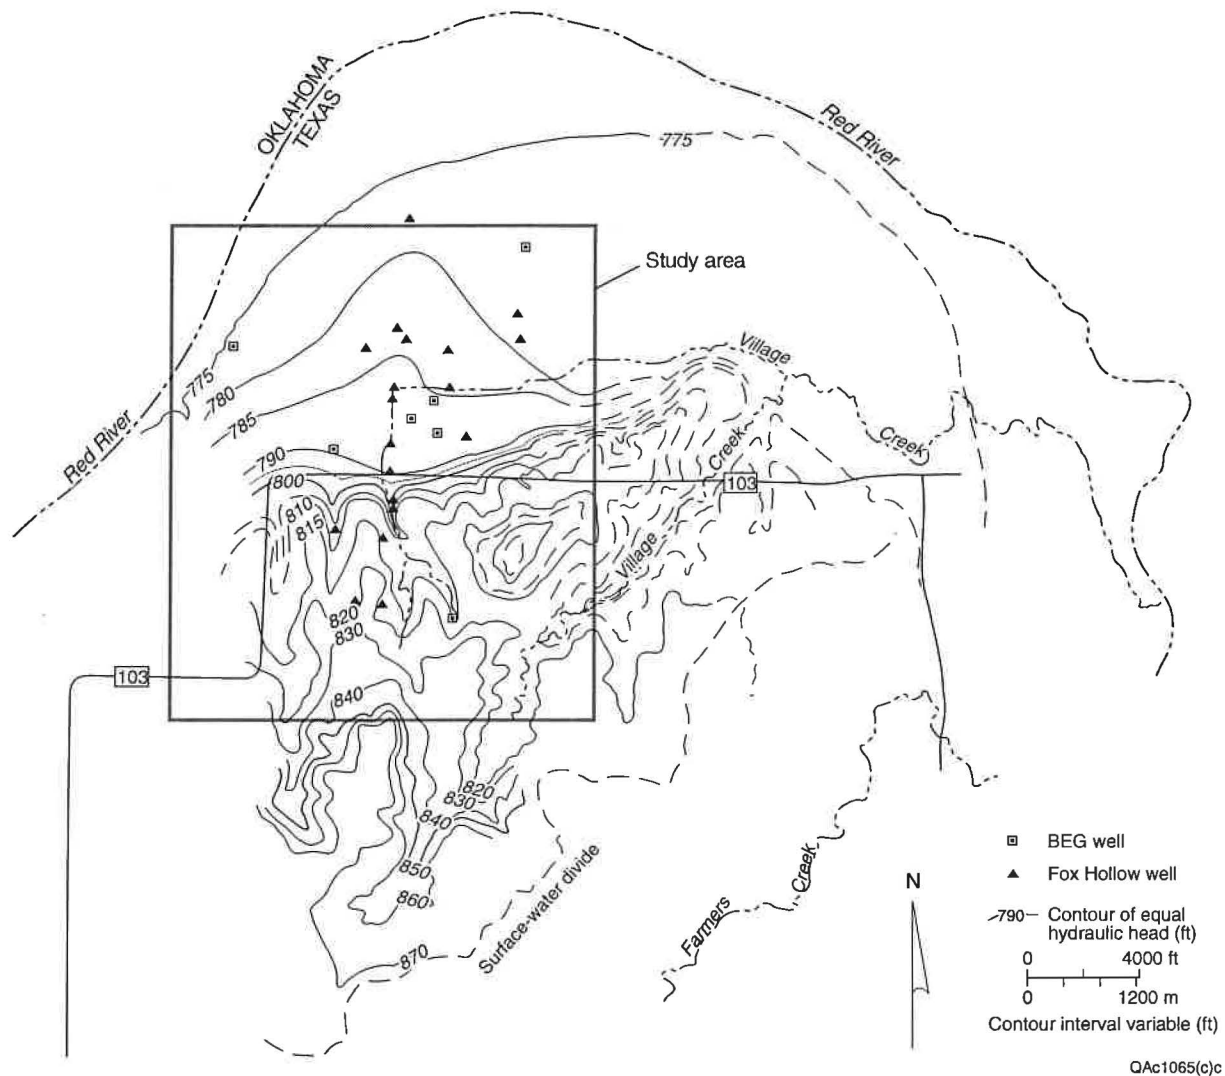 OKLAHOMA
TEXAS
Red River
775
Study area
Village
775
780
785
Red River
Creek
Creek
790
103
800
810
815
Village
820
830
103
840
820
830
840
850
860
870
Surface-water divide
Farmers
Creek
BEG well
N
Fox Hollow well
790
Contour of equal
hydraulic head (ft)
0 4000 ft
0 1200 m
Contour interval variable (ft)
QAc1065(c)c